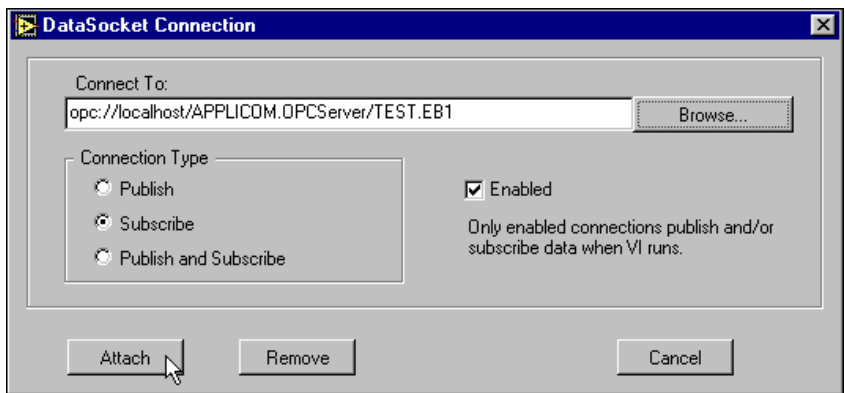 DataSocket Connection
Connect To:
opc://localhost/APPLICOM.OPCServer/TEST.EB1
Browse...
Connection Type
Publish
Subscribe
Publish and Subscribe
Enabled
Only enabled connections publish and/or
subscribe data when VI runs.
Attach
Remove
Cancel